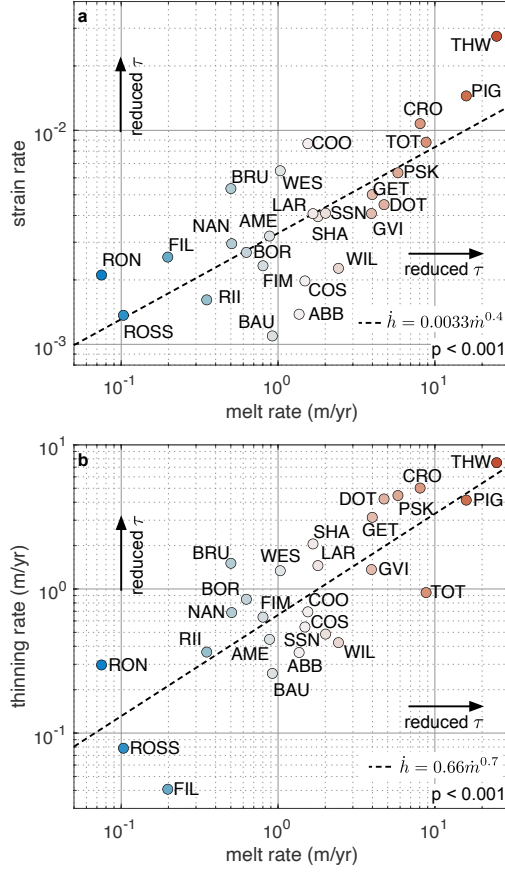 a
THW
reduced τ
PIG
CRO
10^{-2}
TOT
COO
PSK
WES
BRU
GET
DOT
LAR
SSN
NAN
AME
SHA
GVI
FIL
BOR
RON
WIL
reduced τ
FIM
COS
RII
ROSS
ABB
ḣ = 0.0033ṁ^{0.4}
BAU
10^{-3}
p < 0.001
10^{-1}
10^{0}
10^{1}
melt rate (m/yr)
strain rate
b
10^{1}
THW
CRO
DOT
PIG
PSK
reduced τ
GET
SHA
BRU
WES
LAR
GVI
10^{0}
BOR
TOT
FIM
COO
NAN
COS
RII
SSN
WIL
AME
ABB
RON
BAU
reduced τ
10^{-1}
ROSS
ḣ = 0.66ṁ^{0.7}
FIL
p < 0.001
10^{-1}
10^{0}
10^{1}
melt rate (m/yr)
thinning rate (m/yr)